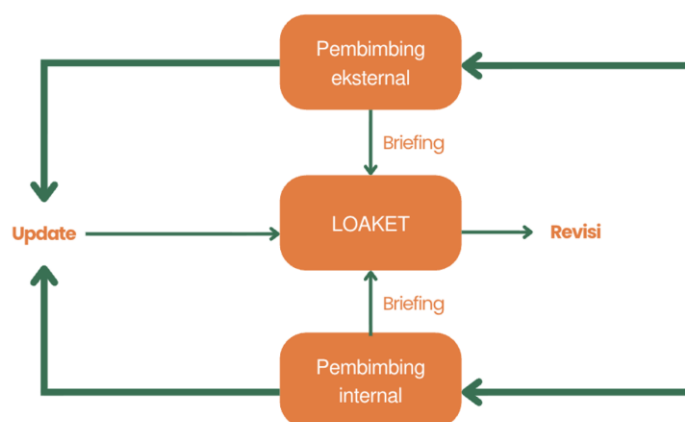 Pembimbing
eksternal
Briefing
Update
LOAKET
Revisi
Briefing
Pembimbing
internal